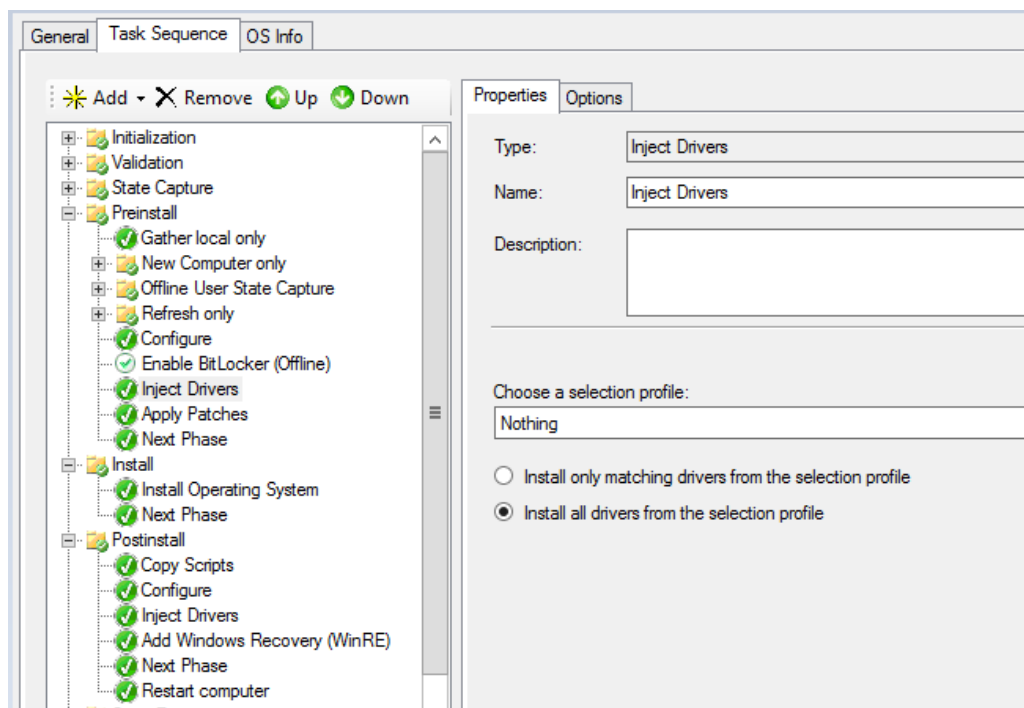 General Task Sequence OS Info
Add Remove Up Down
Initialization
Validation
State Capture
Preinstall
Gather local only
New Computer only
Offline User State Capture
Refresh only
Configure
Enable BitLocker (Offline)
Inject Drivers
Apply Patches
Next Phase
Install
Install Operating System
Next Phase
Postinstall
Copy Scripts
Configure
Inject Drivers
Add Windows Recovery (WinRE)
Next Phase
Restart computer
Properties Options
Type: Inject Drivers
Name: Inject Drivers
Description:
Choose a selection profile:
Nothing
Install only matching drivers from the selection profile
Install all drivers from the selection profile